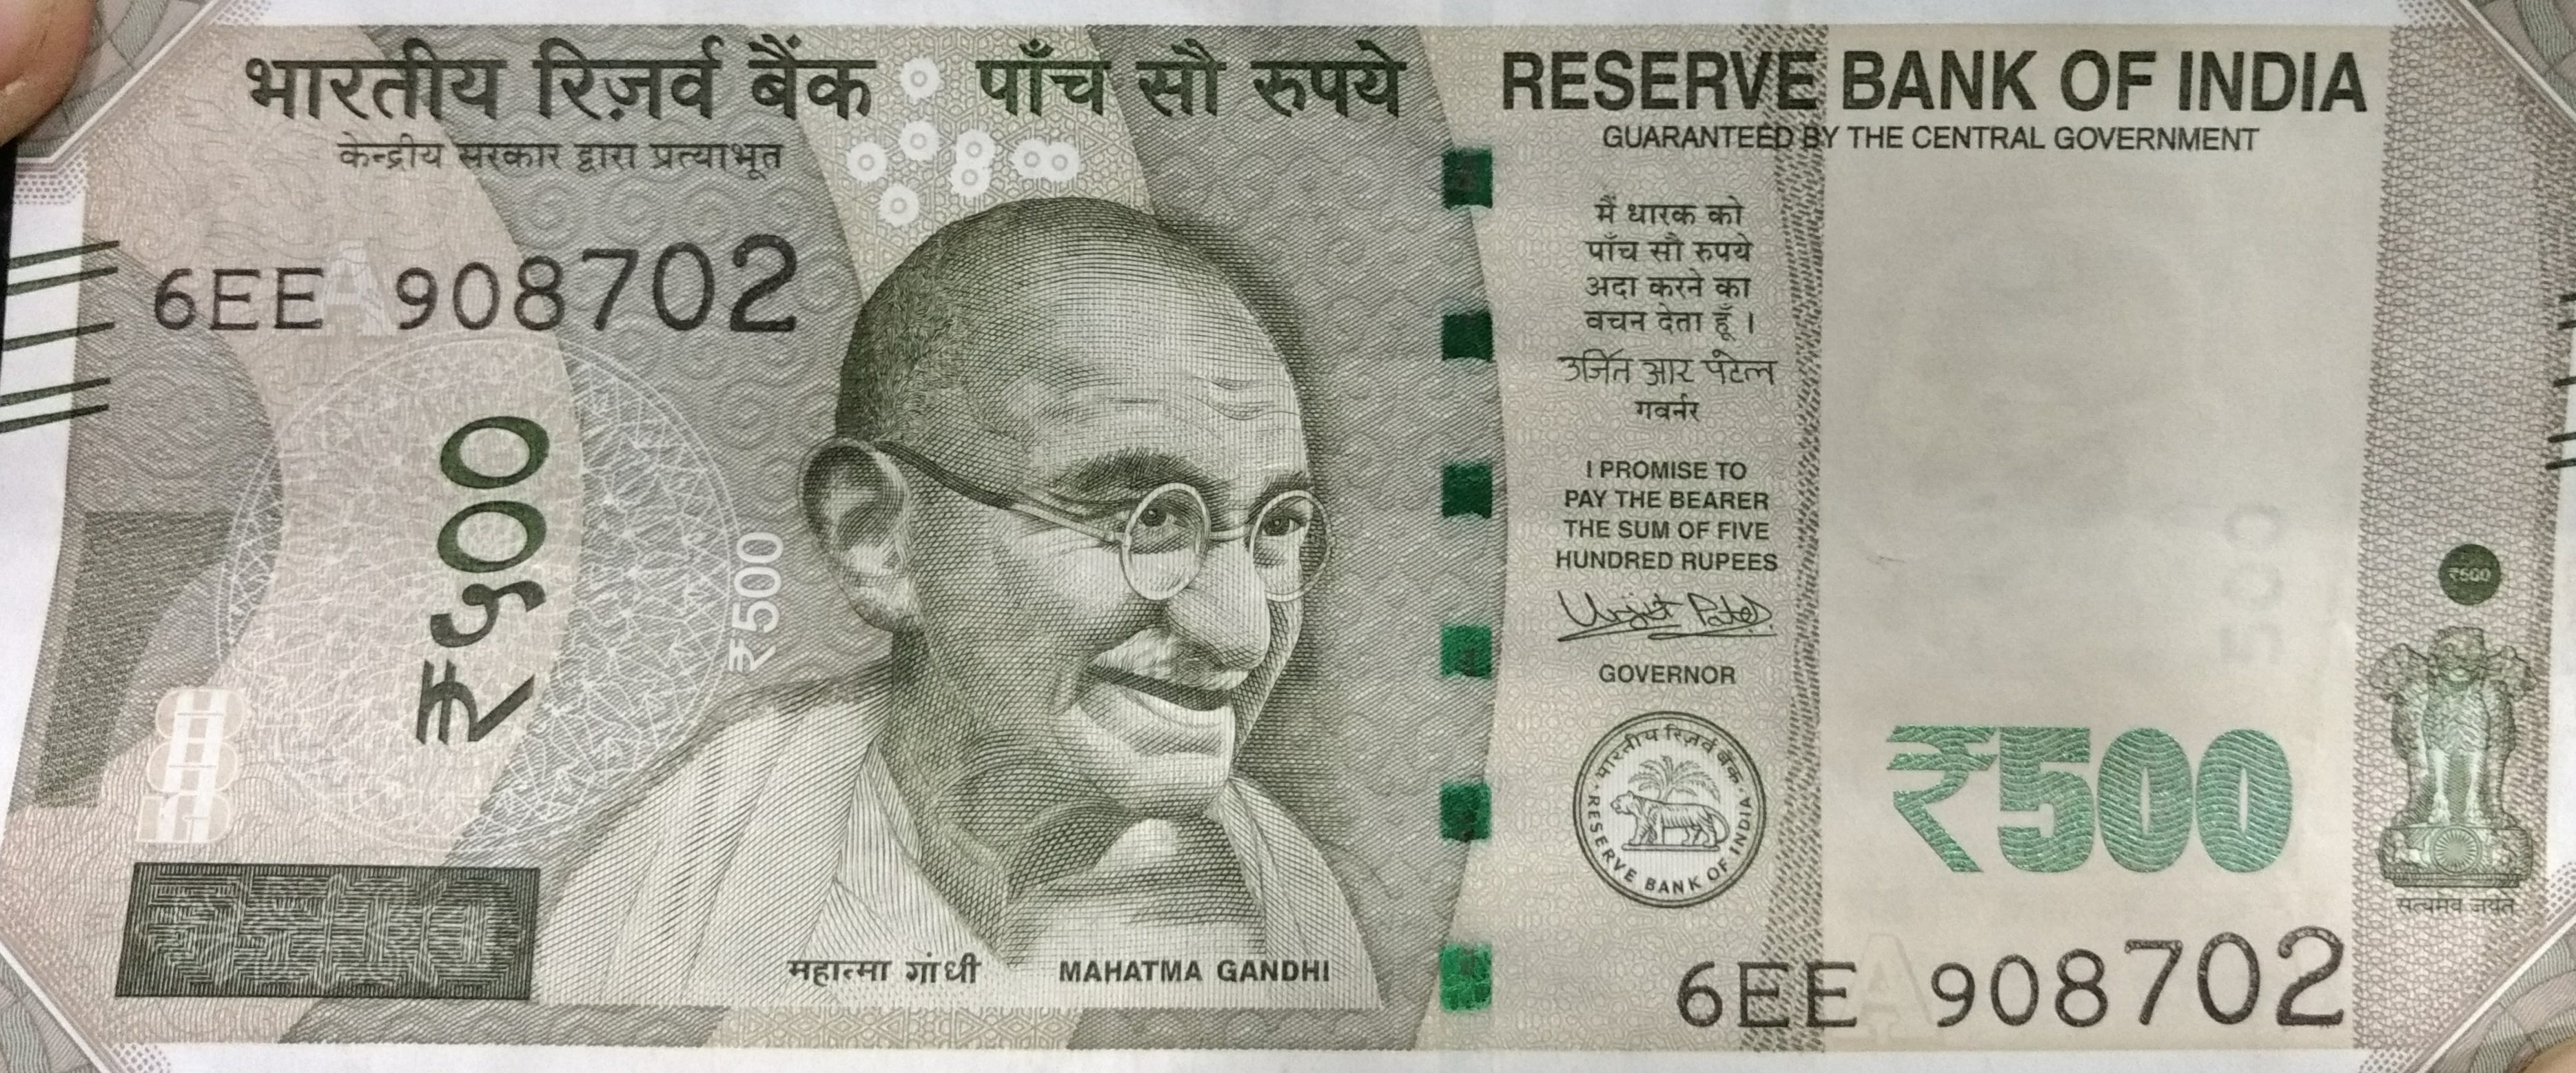 भारतीय रिज़र्व बैंक पाँच सौ रुपये
केन्द्रीय सरकार द्वारा प्रत्याभूत
6EE 908702
₹५००
₹500
महात्मा गांधी MAHATMA GANDHI
RESERVE BANK OF INDIA
GUARANTEED BY THE CENTRAL GOVERNMENT
मैं धारक को
पाँच सौ रुपये
अदा करने का
वचन देता हूँ ।
उर्जित आर पटेल
गवर्नर
I PROMISE TO
PAY THE BEARER
THE SUM OF FIVE
HUNDRED RUPEES
Urjit Patel
GOVERNOR
भारतीय रिज़र्व बैंक
RESERVE BANK OF INDIA
500
₹500
₹500
सत्यमेव जयते
6EE 908702